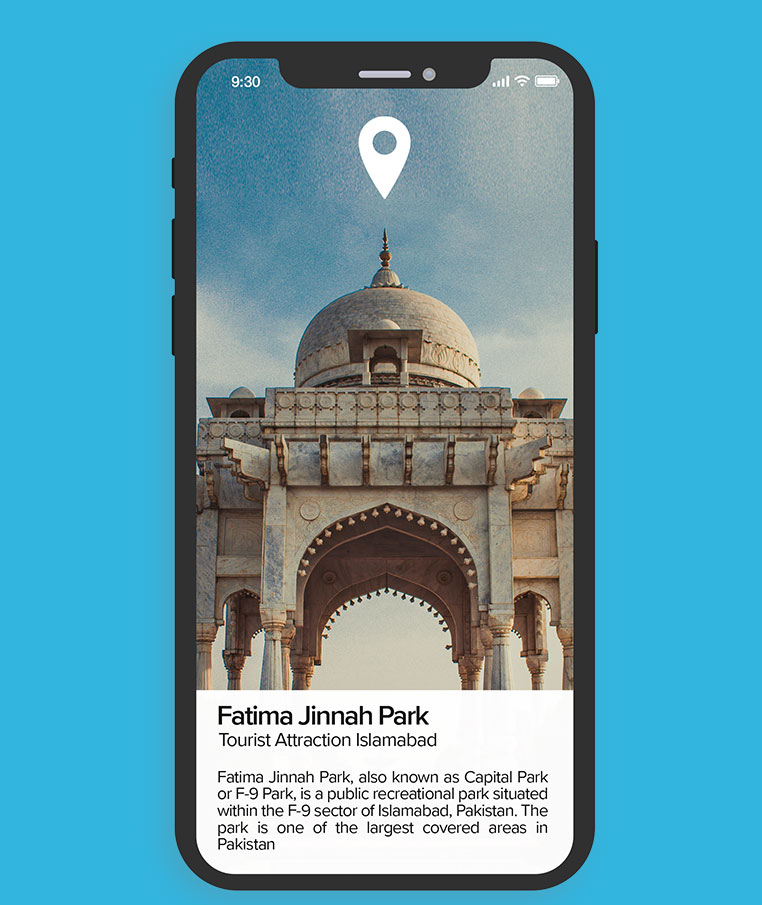 9:30
Fatima Jinnah Park
Tourist Attraction Islamabad
Fatima Jinnah Park, also known as Capital Park
or F-9 Park, is a public recreational park situated
within the F-9 sector of Islamabad, Pakistan. The
park is one of the largest covered areas in
Pakistan